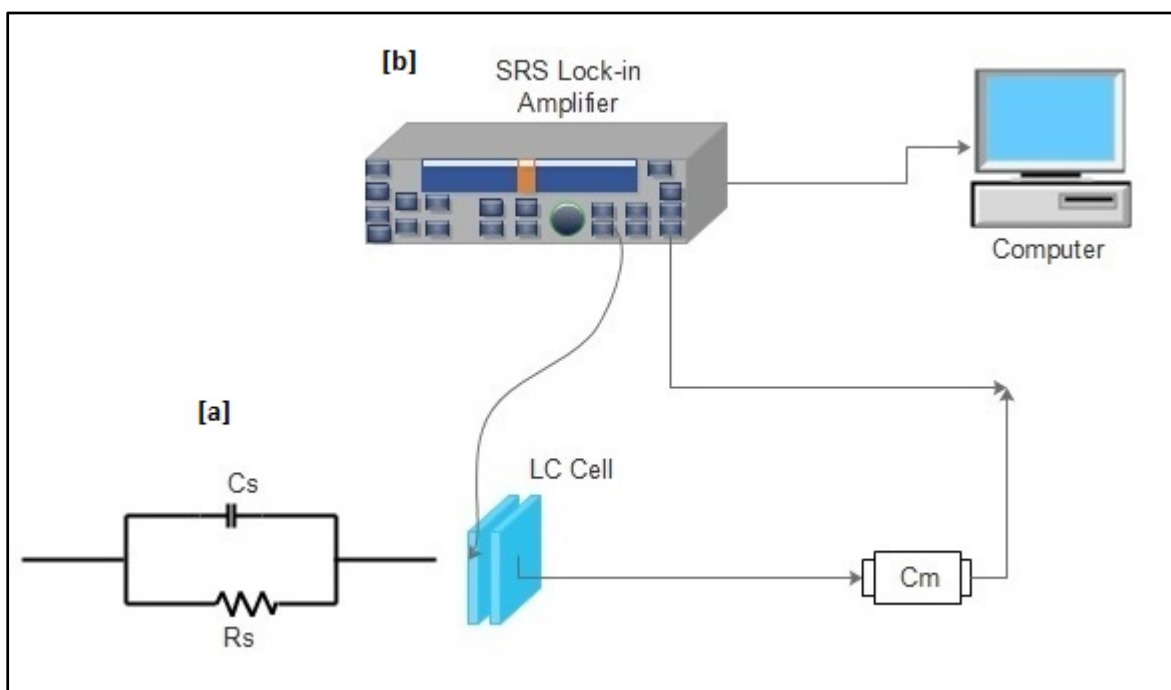 [b]
SRS Lock-in
Amplifier
Computer
[a]
Cs
Rs
LC Cell
Cm